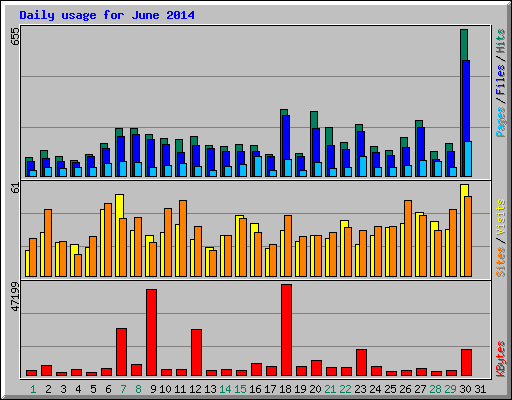 Daily usage for June 2014
655
Pages / Files / Hits
61
Sites / Visits
47199
KBytes
1 2 3 4 5 6 7 8 9 10 11 12 13 14 15 16 17 18 19 20 21 22 23 24 25 26 27 28 29 30 31